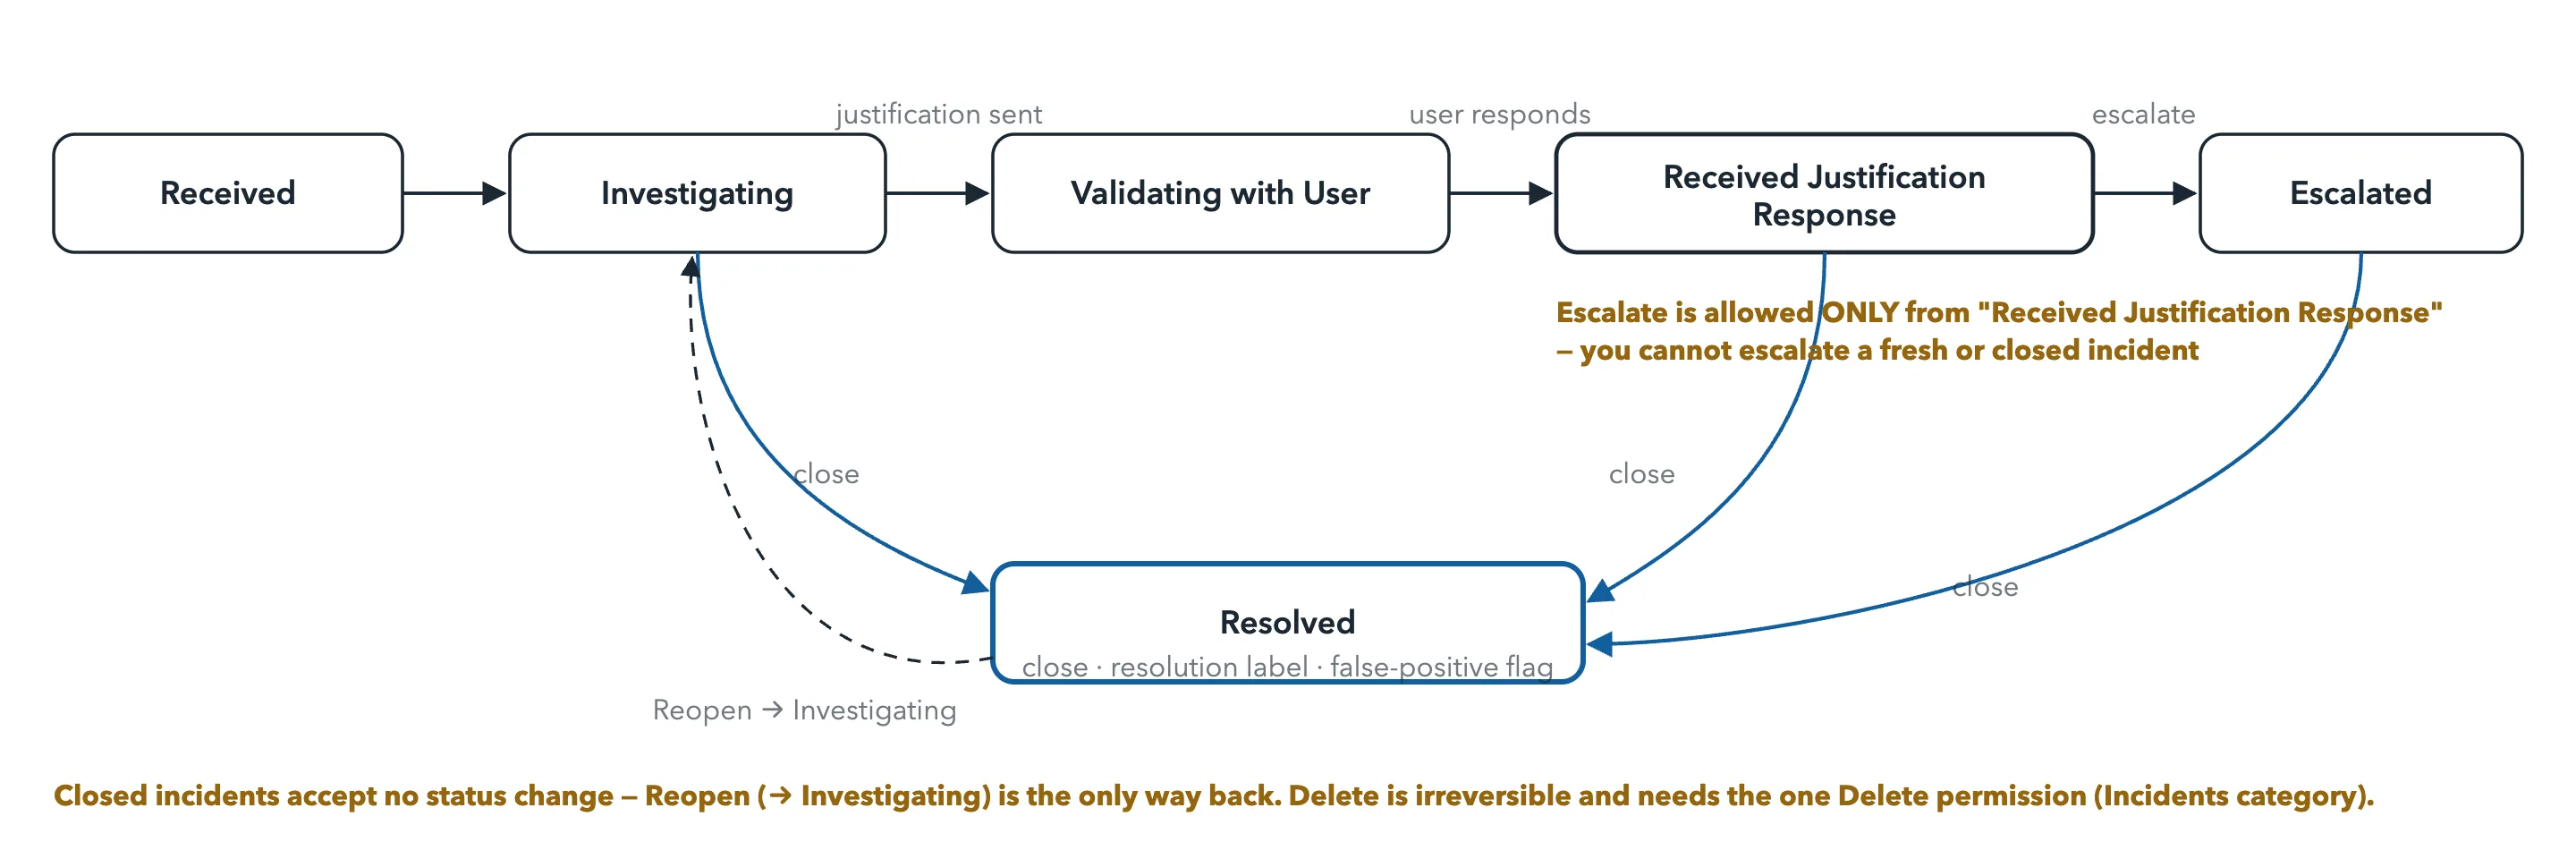 justification sent
user responds
escalate
Received
Investigating
Validating with User
Received Justification
Response
Escalated
Escalate is allowed ONLY from "Received Justification Response"
– you cannot escalate a fresh or closed incident
close
close
close
Resolved
close · resolution label · false-positive flag
Reopen → Investigating
Closed incidents accept no status change – Reopen (→ Investigating) is the only way back. Delete is irreversible and needs the one Delete permission (Incidents category).